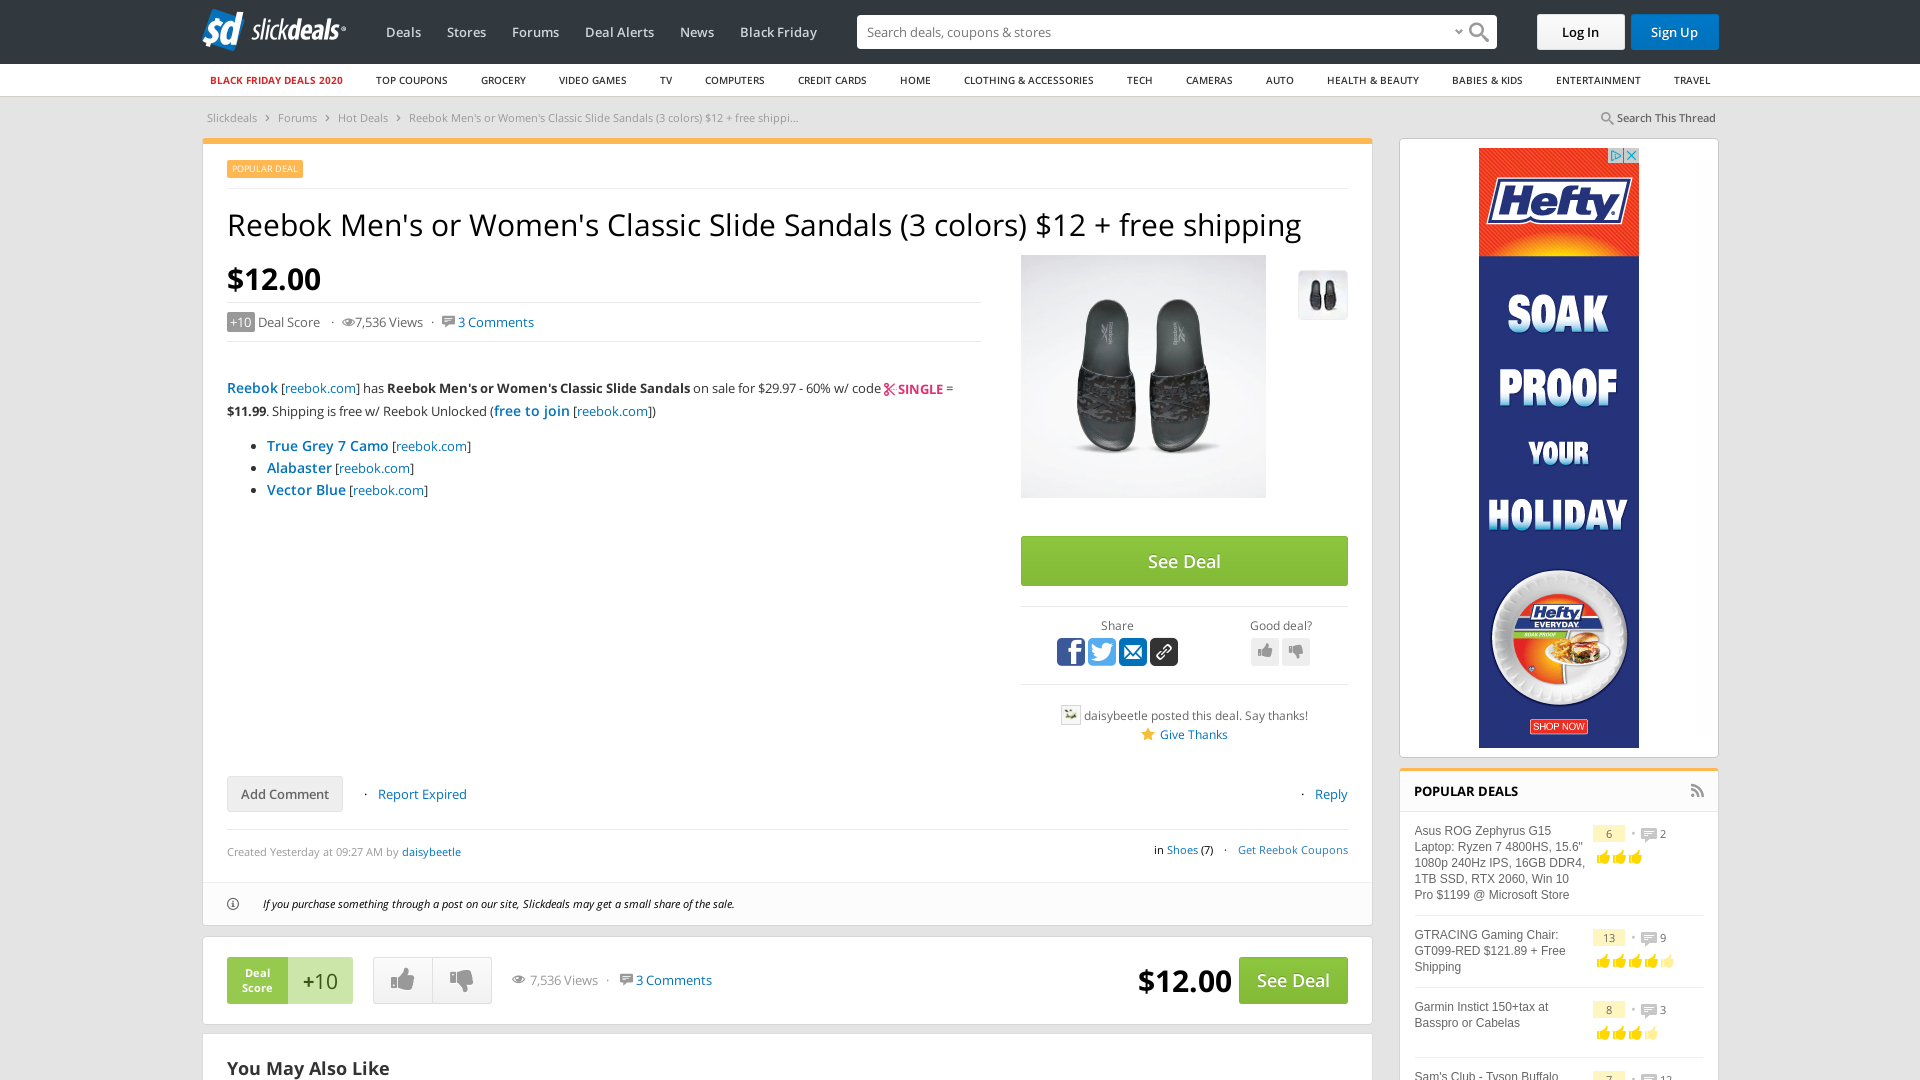 sd slickdeals
Deals Stores Forums Deal Alerts News Black Friday
Search deals, coupons & stores
Log In Sign Up
BLACK FRIDAY DEALS 2020 TOP COUPONS GROCERY VIDEO GAMES TV COMPUTERS CREDIT CARDS HOME CLOTHING & ACCESSORIES TECH CAMERAS AUTO HEALTH & BEAUTY BABIES & KIDS ENTERTAINMENT TRAVEL
Slickdeals › Forums › Hot Deals › Reebok Men's or Women's Classic Slide Sandals (3 colors) $12 + free shippi...
Search This Thread
POPULAR DEAL
Reebok Men's or Women's Classic Slide Sandals (3 colors) $12 + free shipping
$12.00
+10 Deal Score · 7,536 Views · 3 Comments
Reebok [reebok.com] has Reebok Men's or Women's Classic Slide Sandals on sale for $29.97 - 60% w/ code SINGLE =
$11.99. Shipping is free w/ Reebok Unlocked (free to join [reebok.com])
• True Grey 7 Camo [reebok.com]
• Alabaster [reebok.com]
• Vector Blue [reebok.com]
See Deal
Share
Good deal?
daisybeetle posted this deal. Say thanks!
Give Thanks
Add Comment · Report Expired
· Reply
Created Yesterday at 09:27 AM by daisybeetle
in Shoes (7) · Get Reebok Coupons
If you purchase something through a post on our site, Slickdeals may get a small share of the sale.
Deal
Score
+10
7,536 Views · 3 Comments
$12.00 See Deal
You May Also Like
Hefty
SOAK
PROOF
YOUR
HOLIDAY
Hefty
EVERYDAY
SOAK PROOF
SHOP NOW
POPULAR DEALS
Asus ROG Zephyrus G15
Laptop: Ryzen 7 4800HS, 15.6"
1080p 240Hz IPS, 16GB DDR4,
1TB SSD, RTX 2060, Win 10
Pro $1199 @ Microsoft Store
6 • 2
GTRACING Gaming Chair:
GT099-RED $121.89 + Free
Shipping
13 • 9
Garmin Instict 150+tax at
Basspro or Cabelas
8 • 3
Sam's Club - Tyson Buffalo
7 • 12